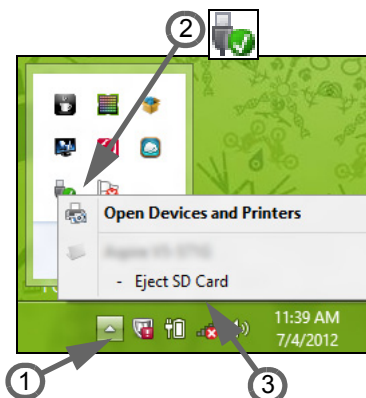 2
Open Devices and Printers
- Eject SD Card
11:39 AM
7/4/2012
1
3